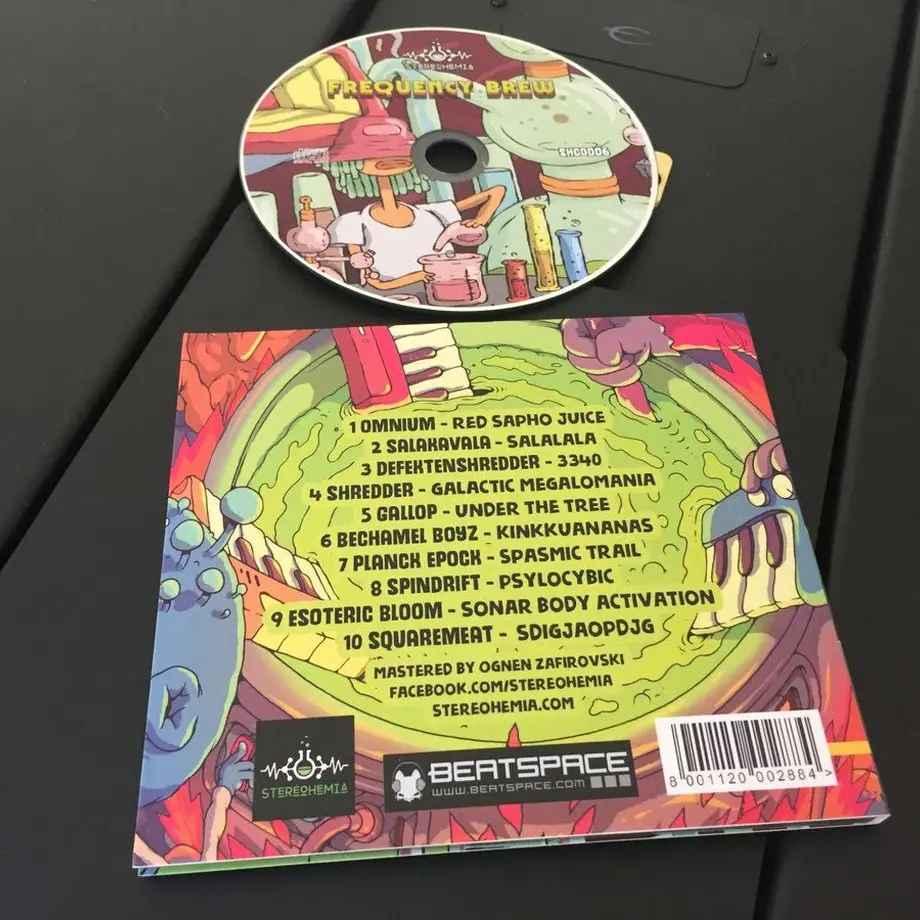 STEREOHEMIA
FREQUENCY BREW
SHCD006
1 OMNIUM - RED SAPHO JUICE
2 SALAKAVALA - SALALALA
3 DEFEKTENSHREDDER - 3340
4 SHREDDER - GALACTIC MEGALOMANIA
5 GALLOP - UNDER THE TREE
6 BECHAMEL BOYZ - KINKKUANANAS
7 PLANCK EPOCK - SPASMIC TRAIL
8 SPINDRIFT - PSYLOCYBIC
9 ESOTERIC BLOOM - SONAR BODY ACTIVATION
10 SQUAREMEAT - SDIGJAOPDJG
MASTERED BY OGNEN ZAFIROVSKI
FACEBOOK.COM/STEREOHEMIA
STEREOHEMIA.COM
STEREOHEMIA
BEATSPACE
WWW.BEATSPACE.COM
8 001120 002884 >